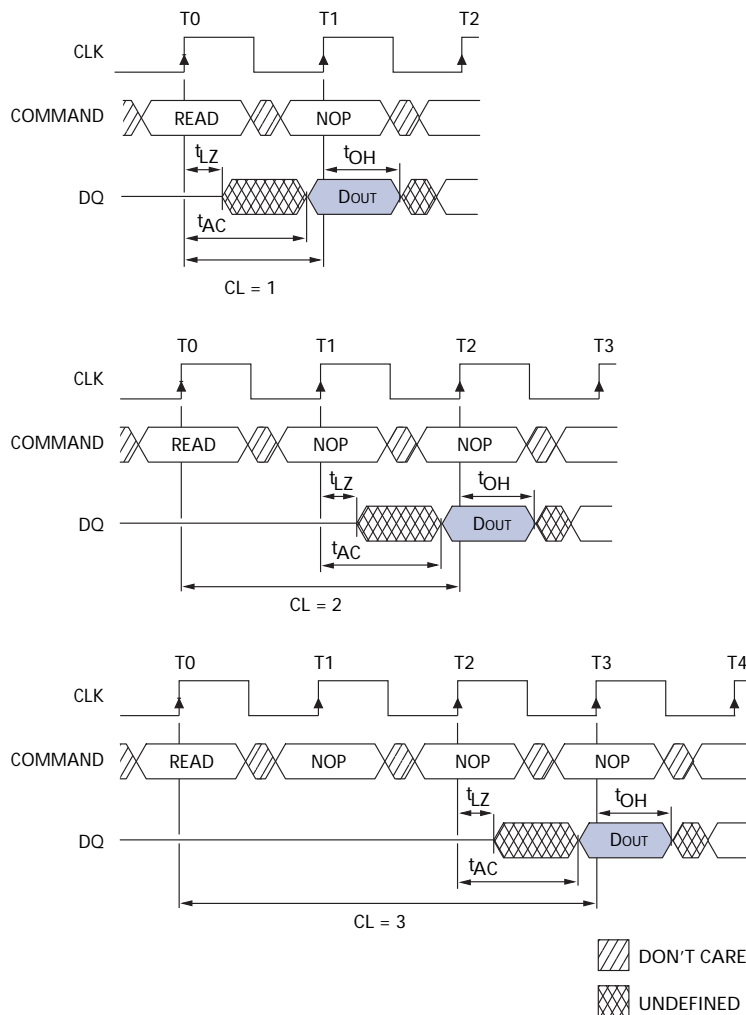 T0 T1 T2
CLK
COMMAND READ NOP
tLZ tOH
DQ DOUT
tAC
CL = 1
T0 T1 T2 T3
CLK
COMMAND READ NOP NOP
tLZ tOH
DQ DOUT
tAC
CL = 2
T0 T1 T2 T3 T4
CLK
COMMAND READ NOP NOP NOP
tLZ tOH
DQ DOUT
tAC
CL = 3
DON'T CARE
UNDEFINED